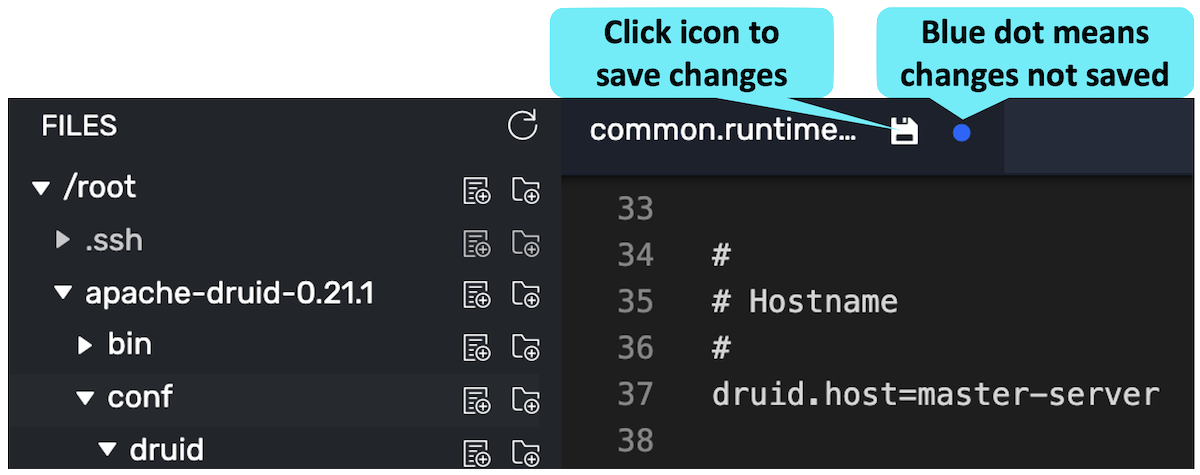 Click icon to
save changes
Blue dot means
changes not saved
FILES
/root
.ssh
apache-druid-0.21.1
bin
conf
druid
common.runtime…
33
34 #
35 # Hostname
36 #
37 druid.host=master-server
38